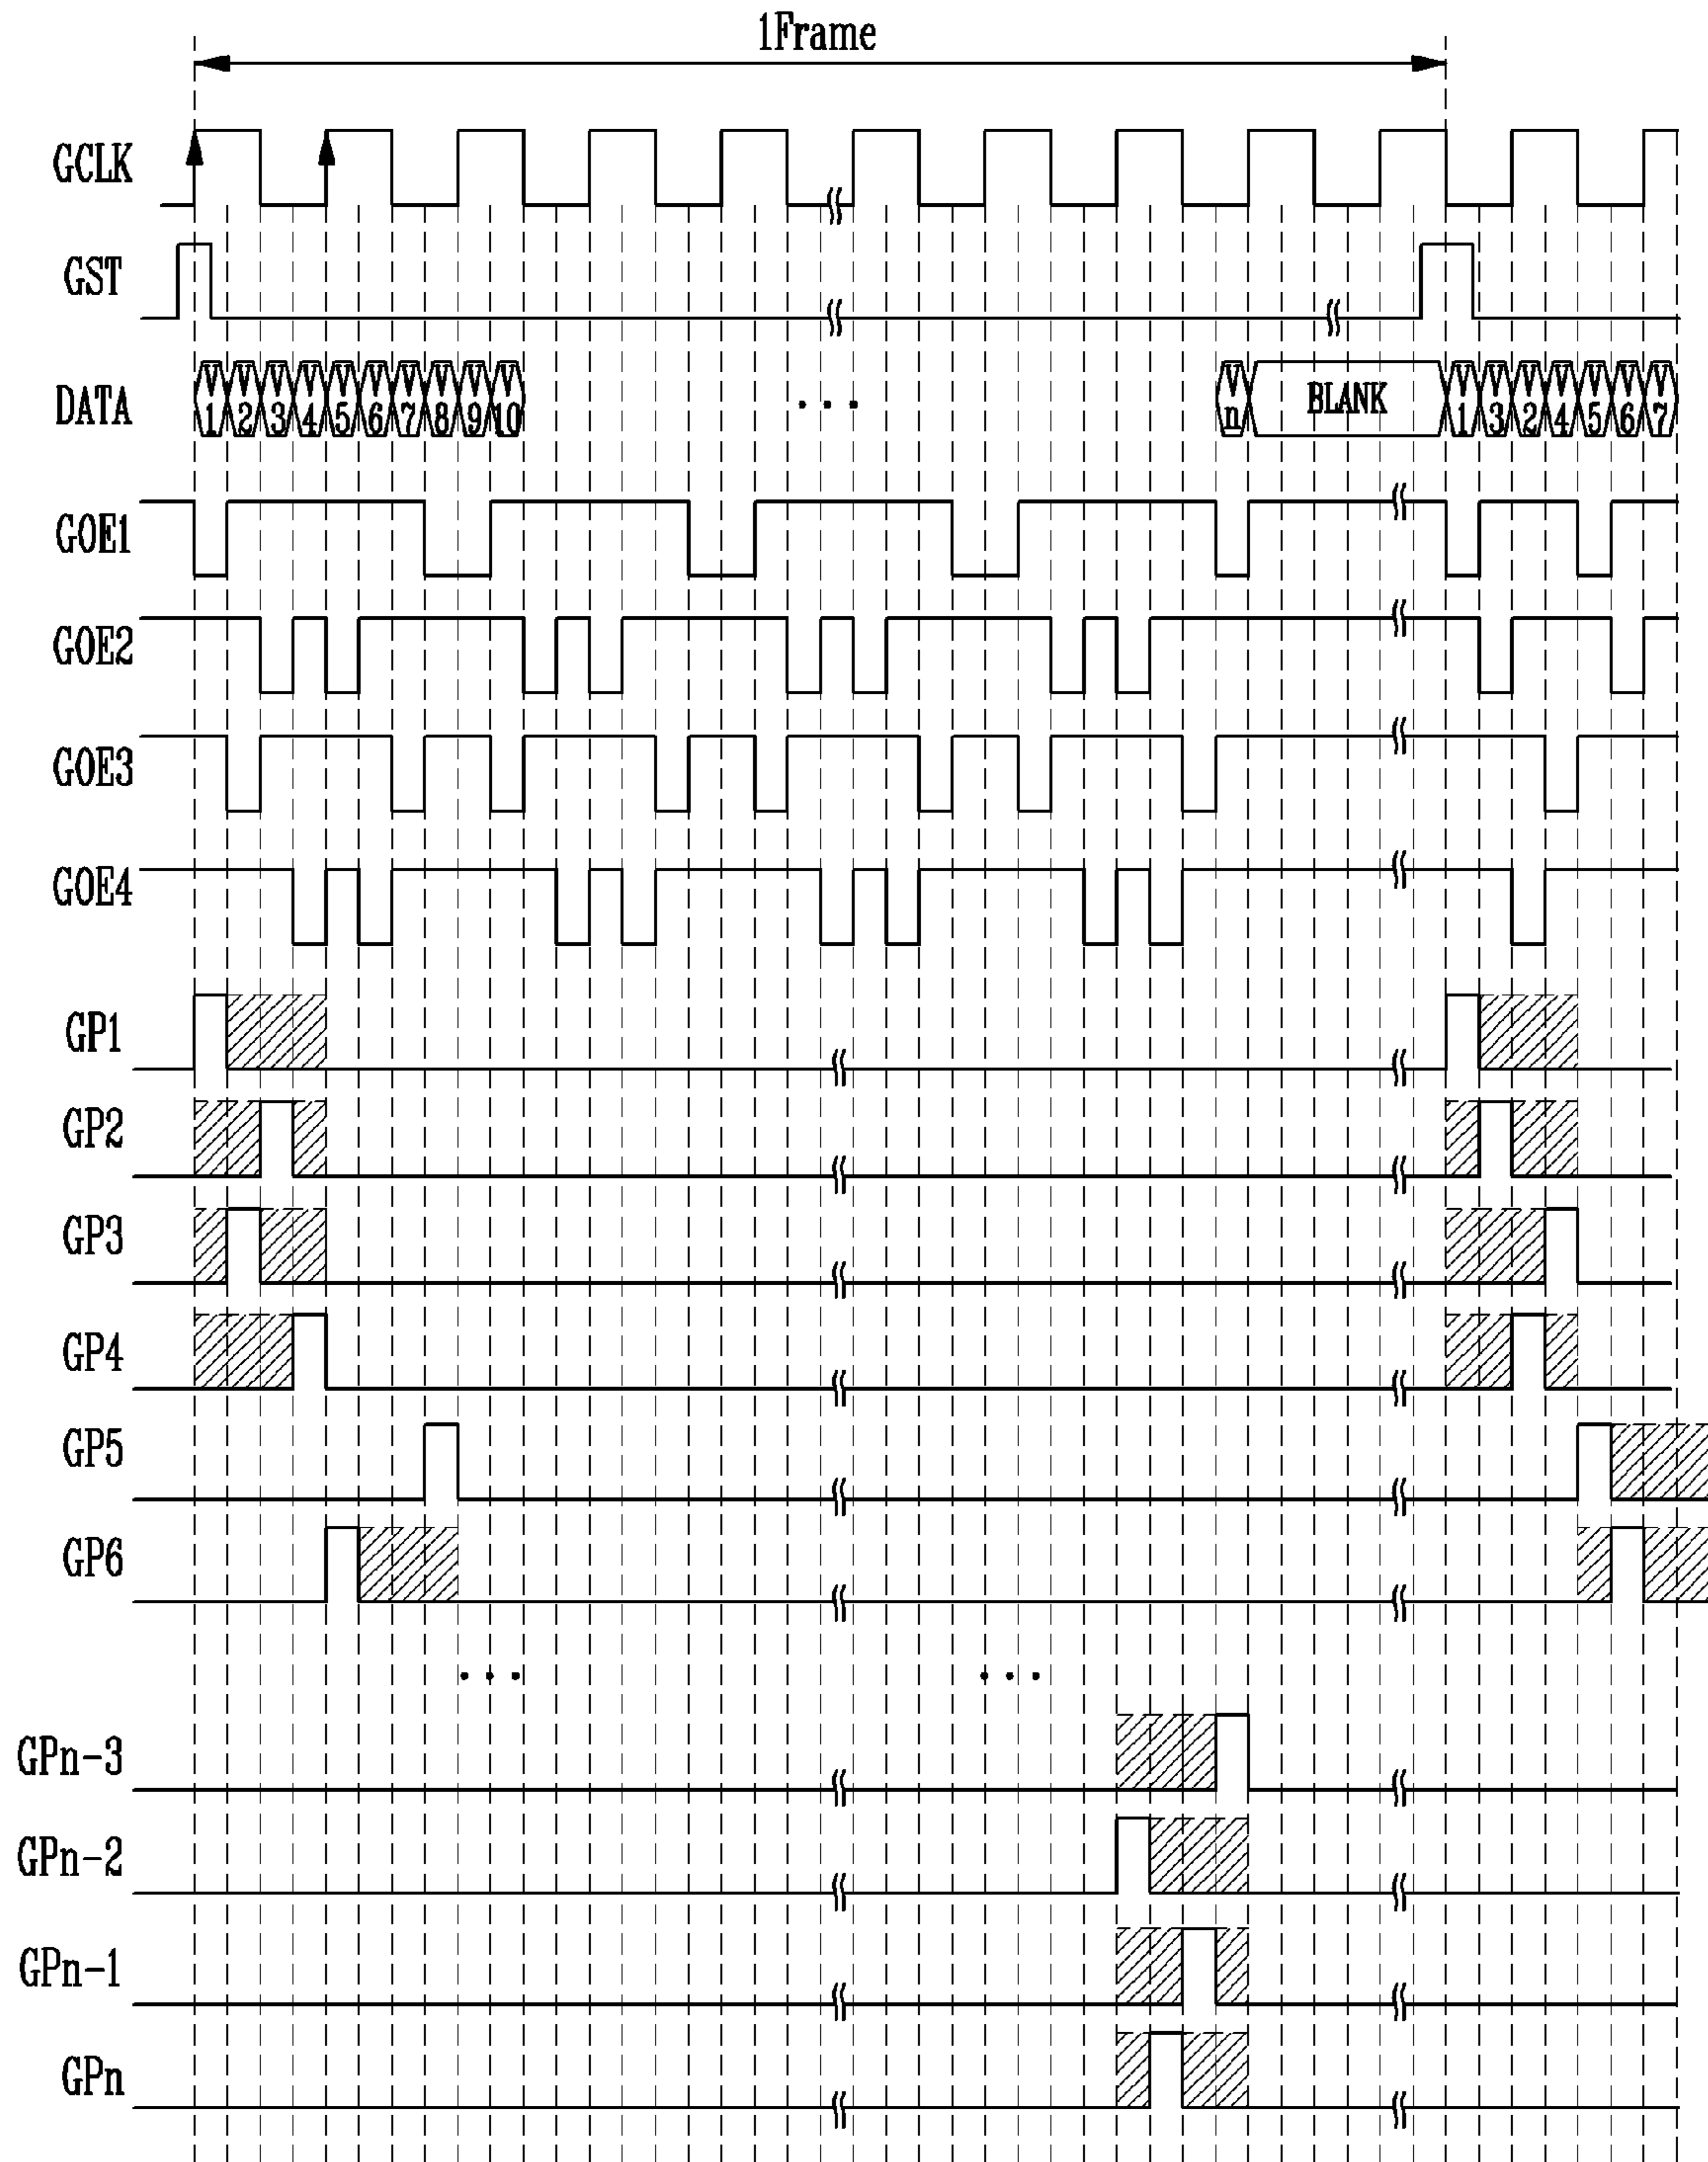 1Frame
GCLK
GST
DATA V1 V2 V3 V4 V5 V6 V7 V8 V9 V10 ... Vn BLANK V1 V3 V2 V4 V5 V6 V7
GOE1
GOE2
GOE3
GOE4
GP1
GP2
GP3
GP4
GP5
GP6
... ...
GPn-3
GPn-2
GPn-1
GPn